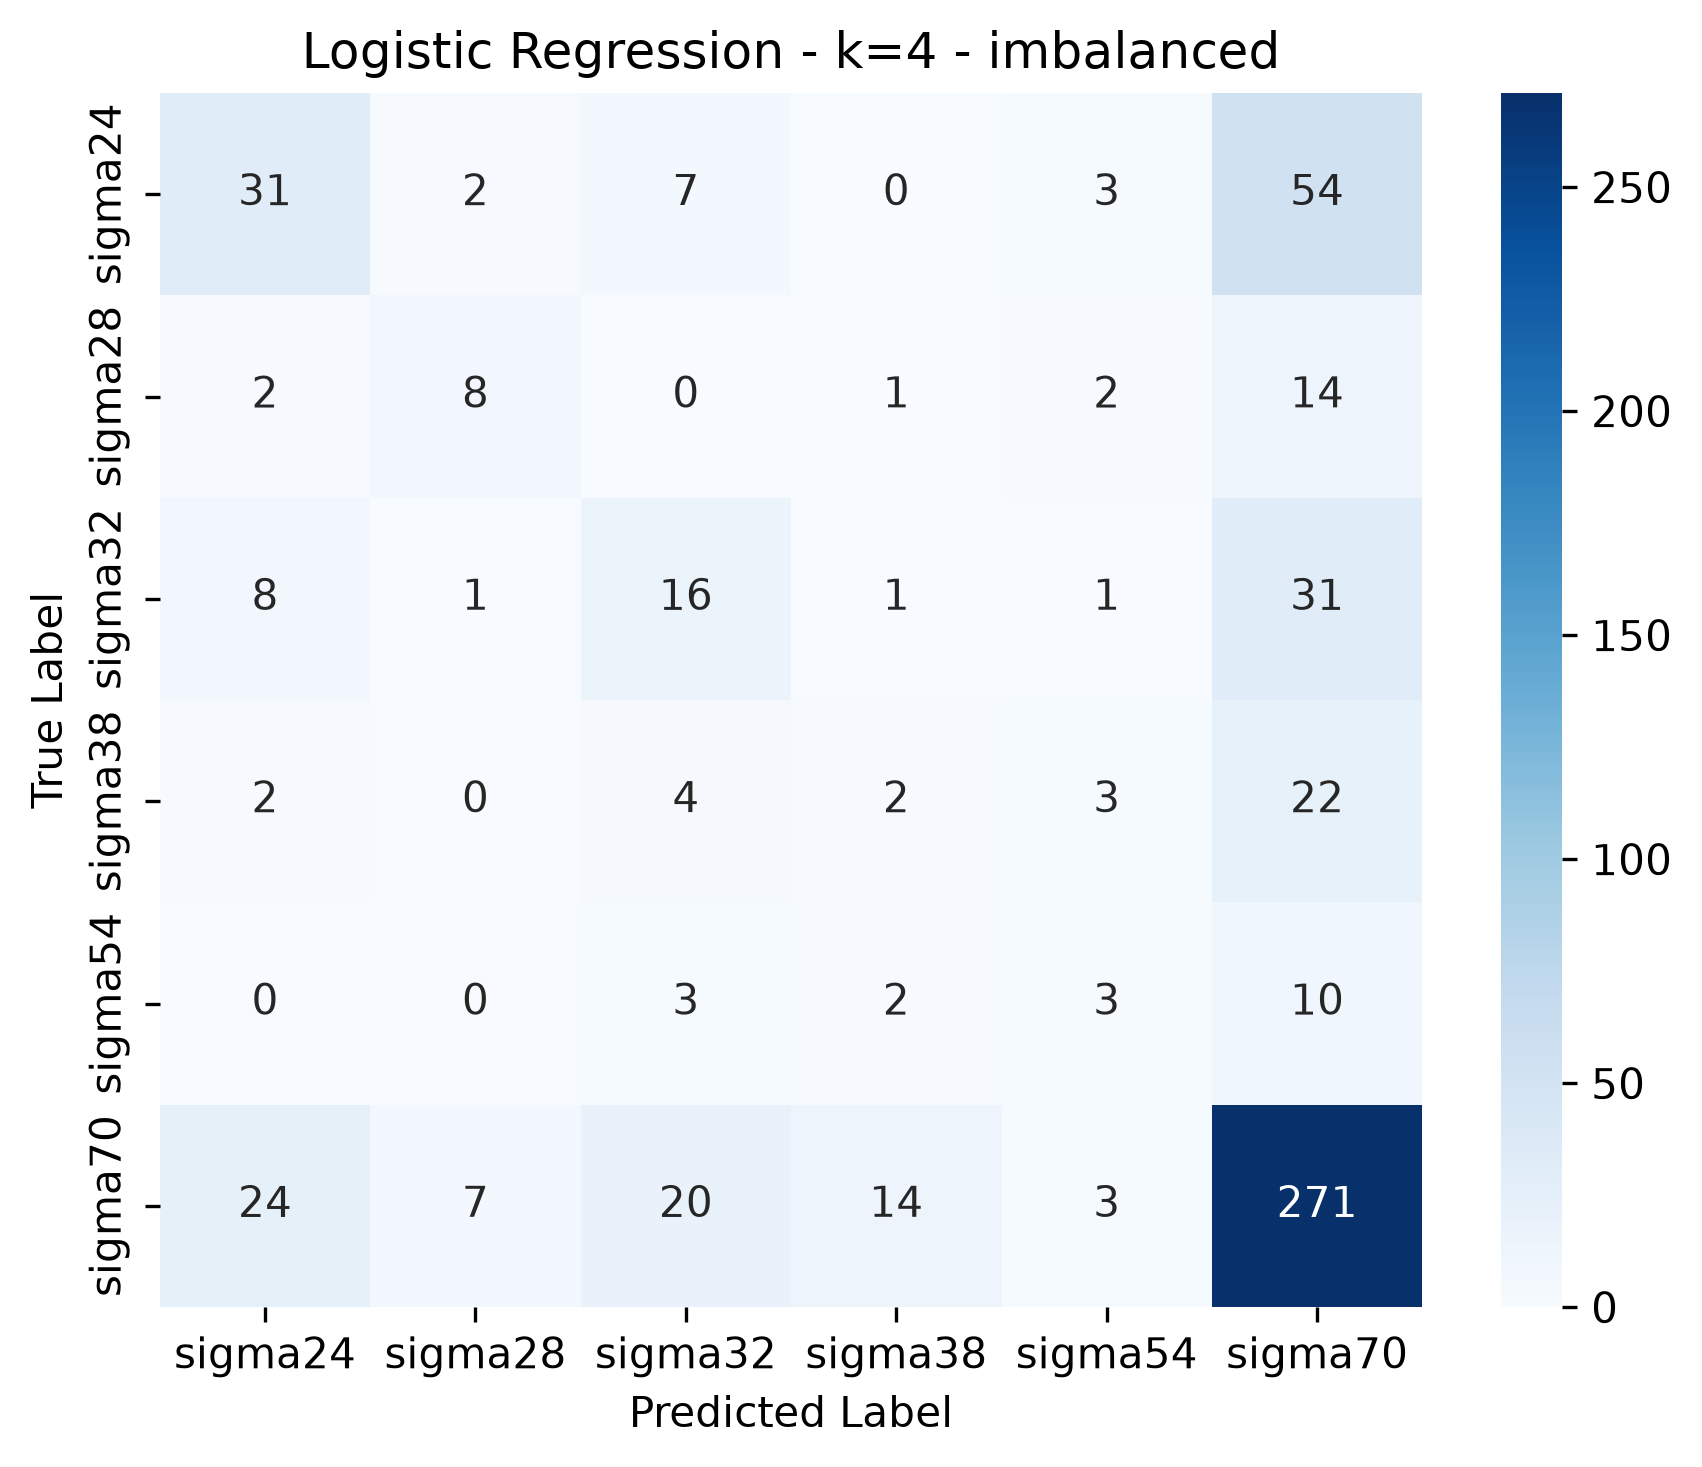 Logistic Regression - k=4 - imbalanced
True Label
sigma24 31 2 7 0 3 54
sigma28 2 8 0 1 2 14
sigma32 8 1 16 1 1 31
sigma38 2 0 4 2 3 22
sigma54 0 0 3 2 3 10
sigma70 24 7 20 14 3 271
sigma24 sigma28 sigma32 sigma38 sigma54 sigma70
Predicted Label
250
200
150
100
50
0